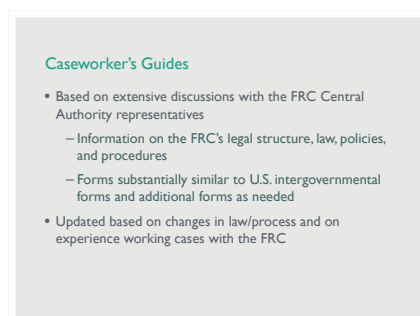 Caseworker's Guides
• Based on extensive discussions with the FRC Central
Authority representatives
– Information on the FRC's legal structure, law, policies,
and procedures
– Forms substantially similar to U.S. intergovernmental
forms and additional forms as needed
• Updated based on changes in law/process and on
experience working cases with the FRC